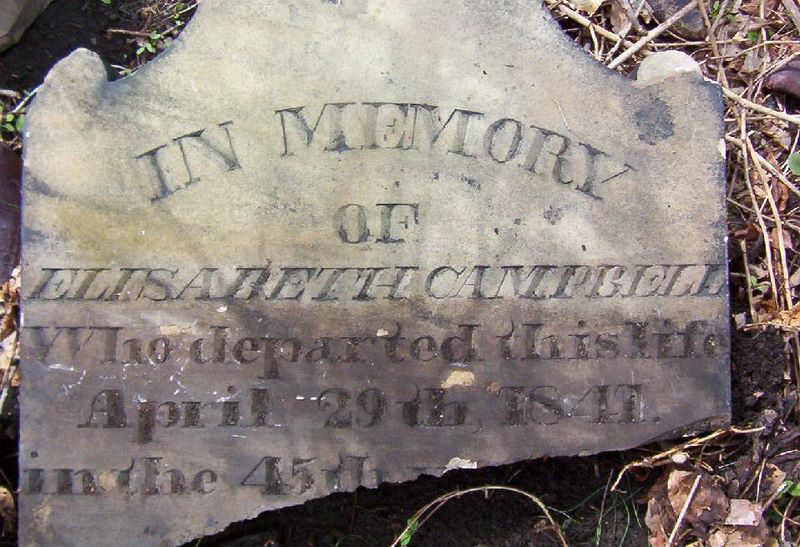 IN MEMORY
OF
ELISABETH CAMPBELL
Who departed this life
April 29th, 1841.
in the 45th